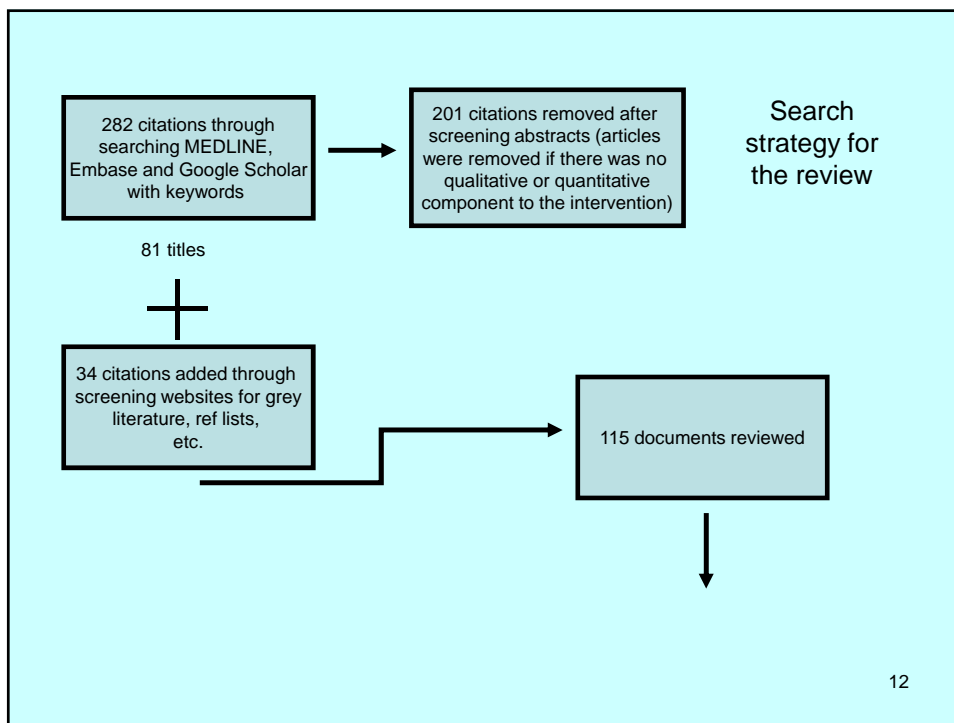 Search
strategy for
the review
282 citations through
searching MEDLINE,
Embase and Google Scholar
with keywords
201 citations removed after
screening abstracts (articles
were removed if there was no
qualitative or quantitative
component to the intervention)
81 titles
34 citations added through
screening websites for grey
literature, ref lists,
etc.
115 documents reviewed
12